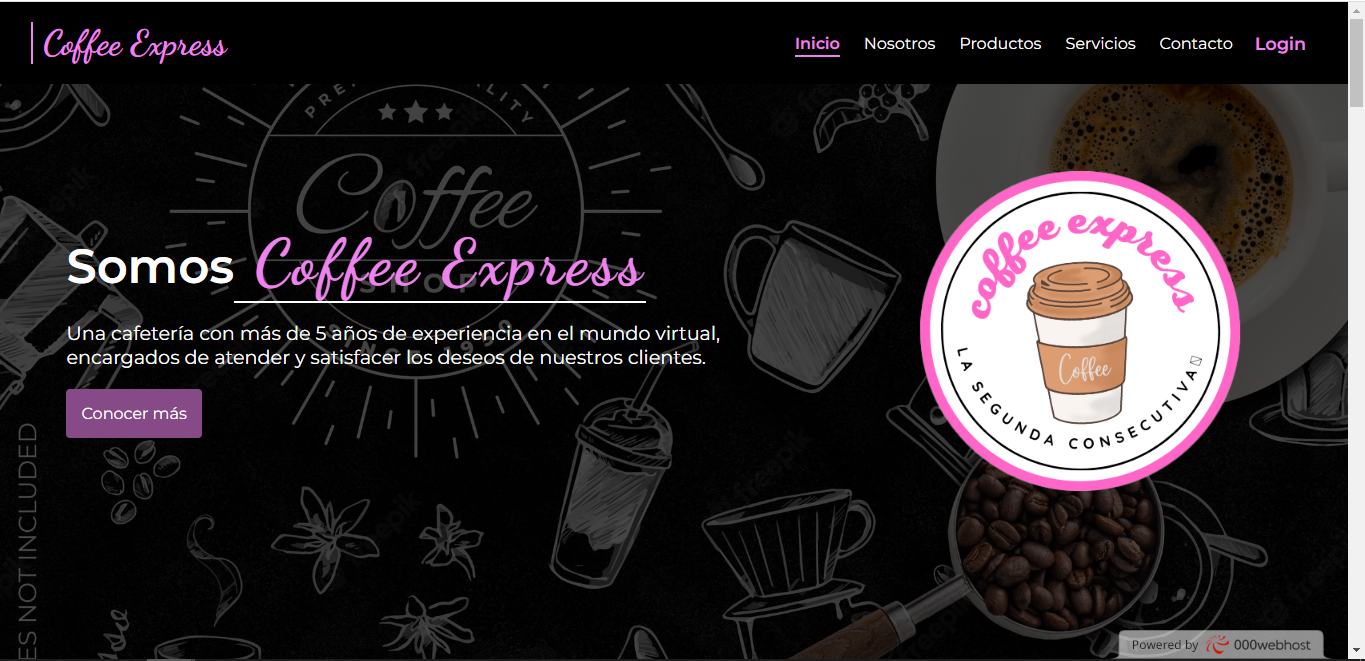 Coffee Express
Inicio Nosotros Productos Servicios Contacto Login
PREMIUM QUALITY
Coffee
SHOP
Somos Coffee Express
Una cafetería con más de 5 años de experiencia en el mundo virtual,
encargados de atender y satisfacer los deseos de nuestros clientes.
Conocer más
coffee express
Coffee
LA SEGUNDA CONSECUTIVA
ES NOT INCLUDED
Powered by 000webhost